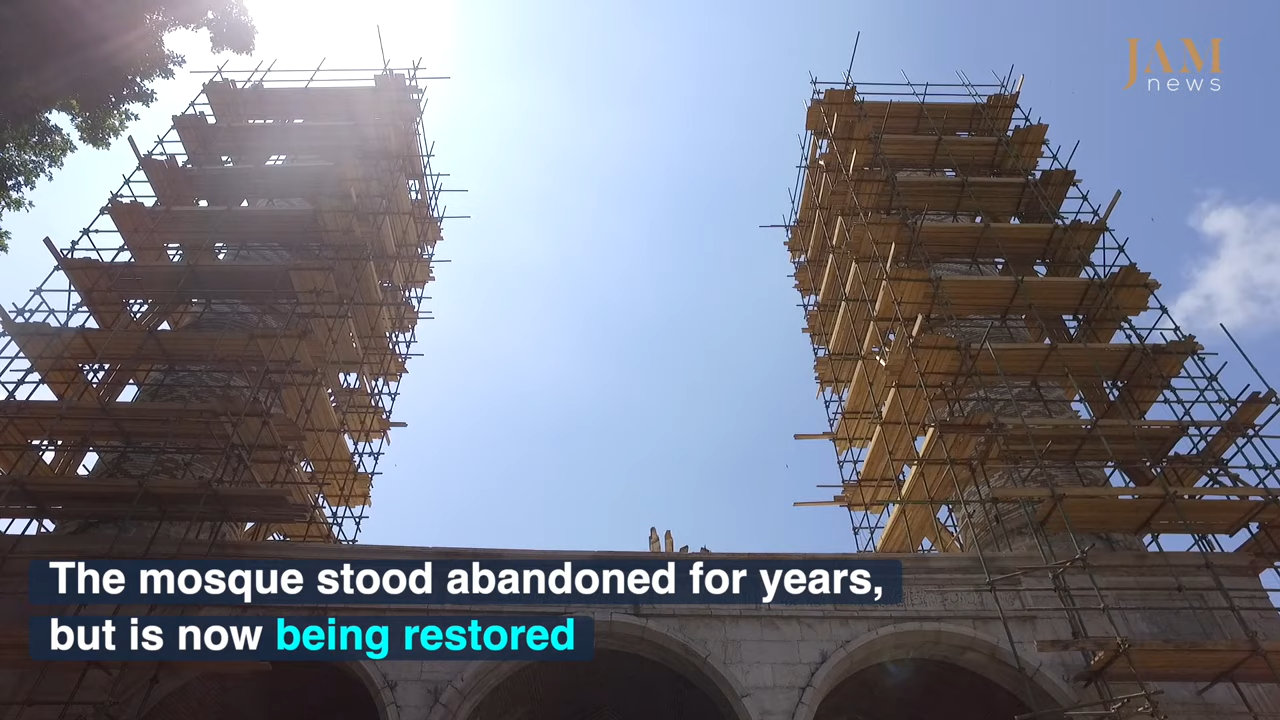 JAM
news
The mosque stood abandoned for years,
but is now being restored